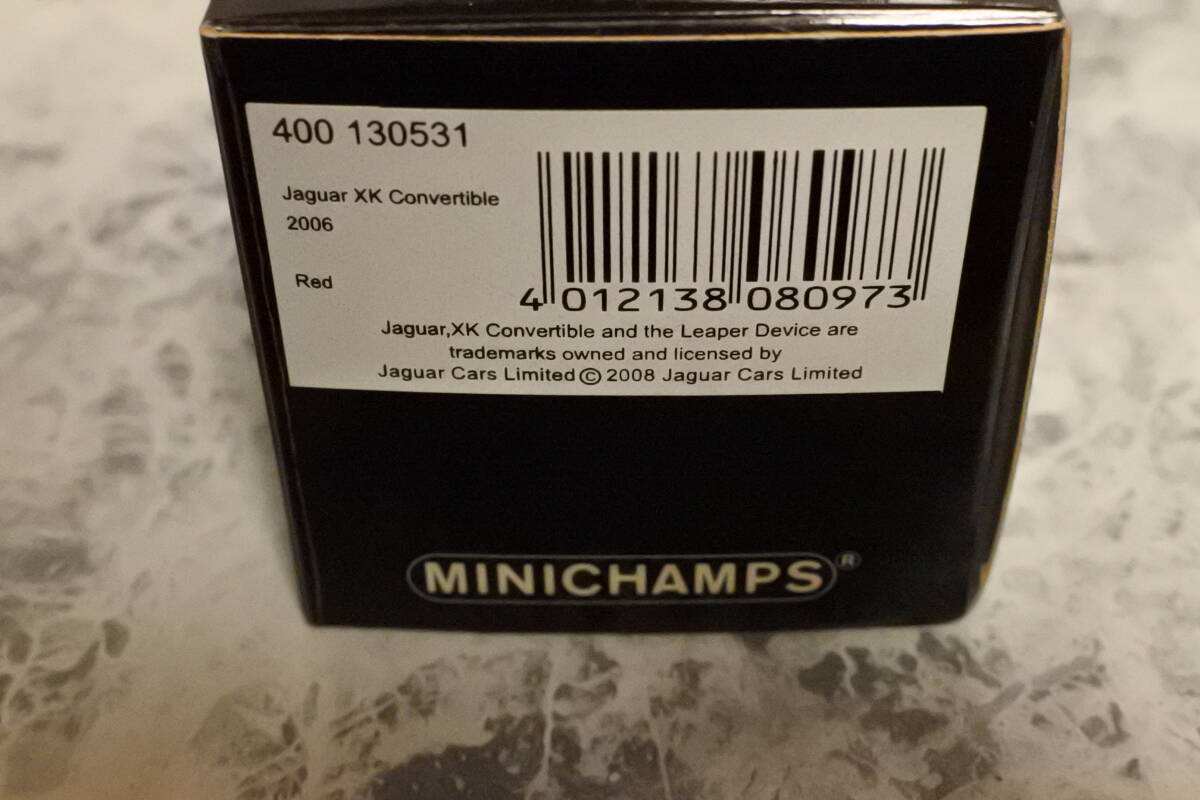 400 130531
Jaguar XK Convertible
2006
Red
4 012138 080973
Jaguar,XK Convertible and the Leaper Device are
trademarks owned and licensed by
Jaguar Cars Limited © 2008 Jaguar Cars Limited
MINICHAMPS®